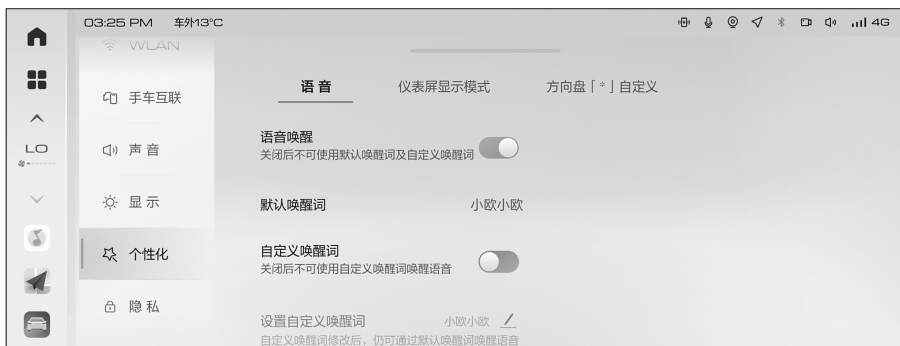 03:25 PM 车外13°C
4G
LO
WLAN
手车互联
声音
显示
个性化
隐私
语音 仪表屏显示模式 方向盘「*」自定义
语音唤醒
关闭后不可使用默认唤醒词及自定义唤醒词
默认唤醒词 小欧小欧
自定义唤醒词
关闭后不可使用自定义唤醒词唤醒语音
设置自定义唤醒词 小欧小欧
自定义唤醒词修改后，仍可通过默认唤醒词唤醒语音